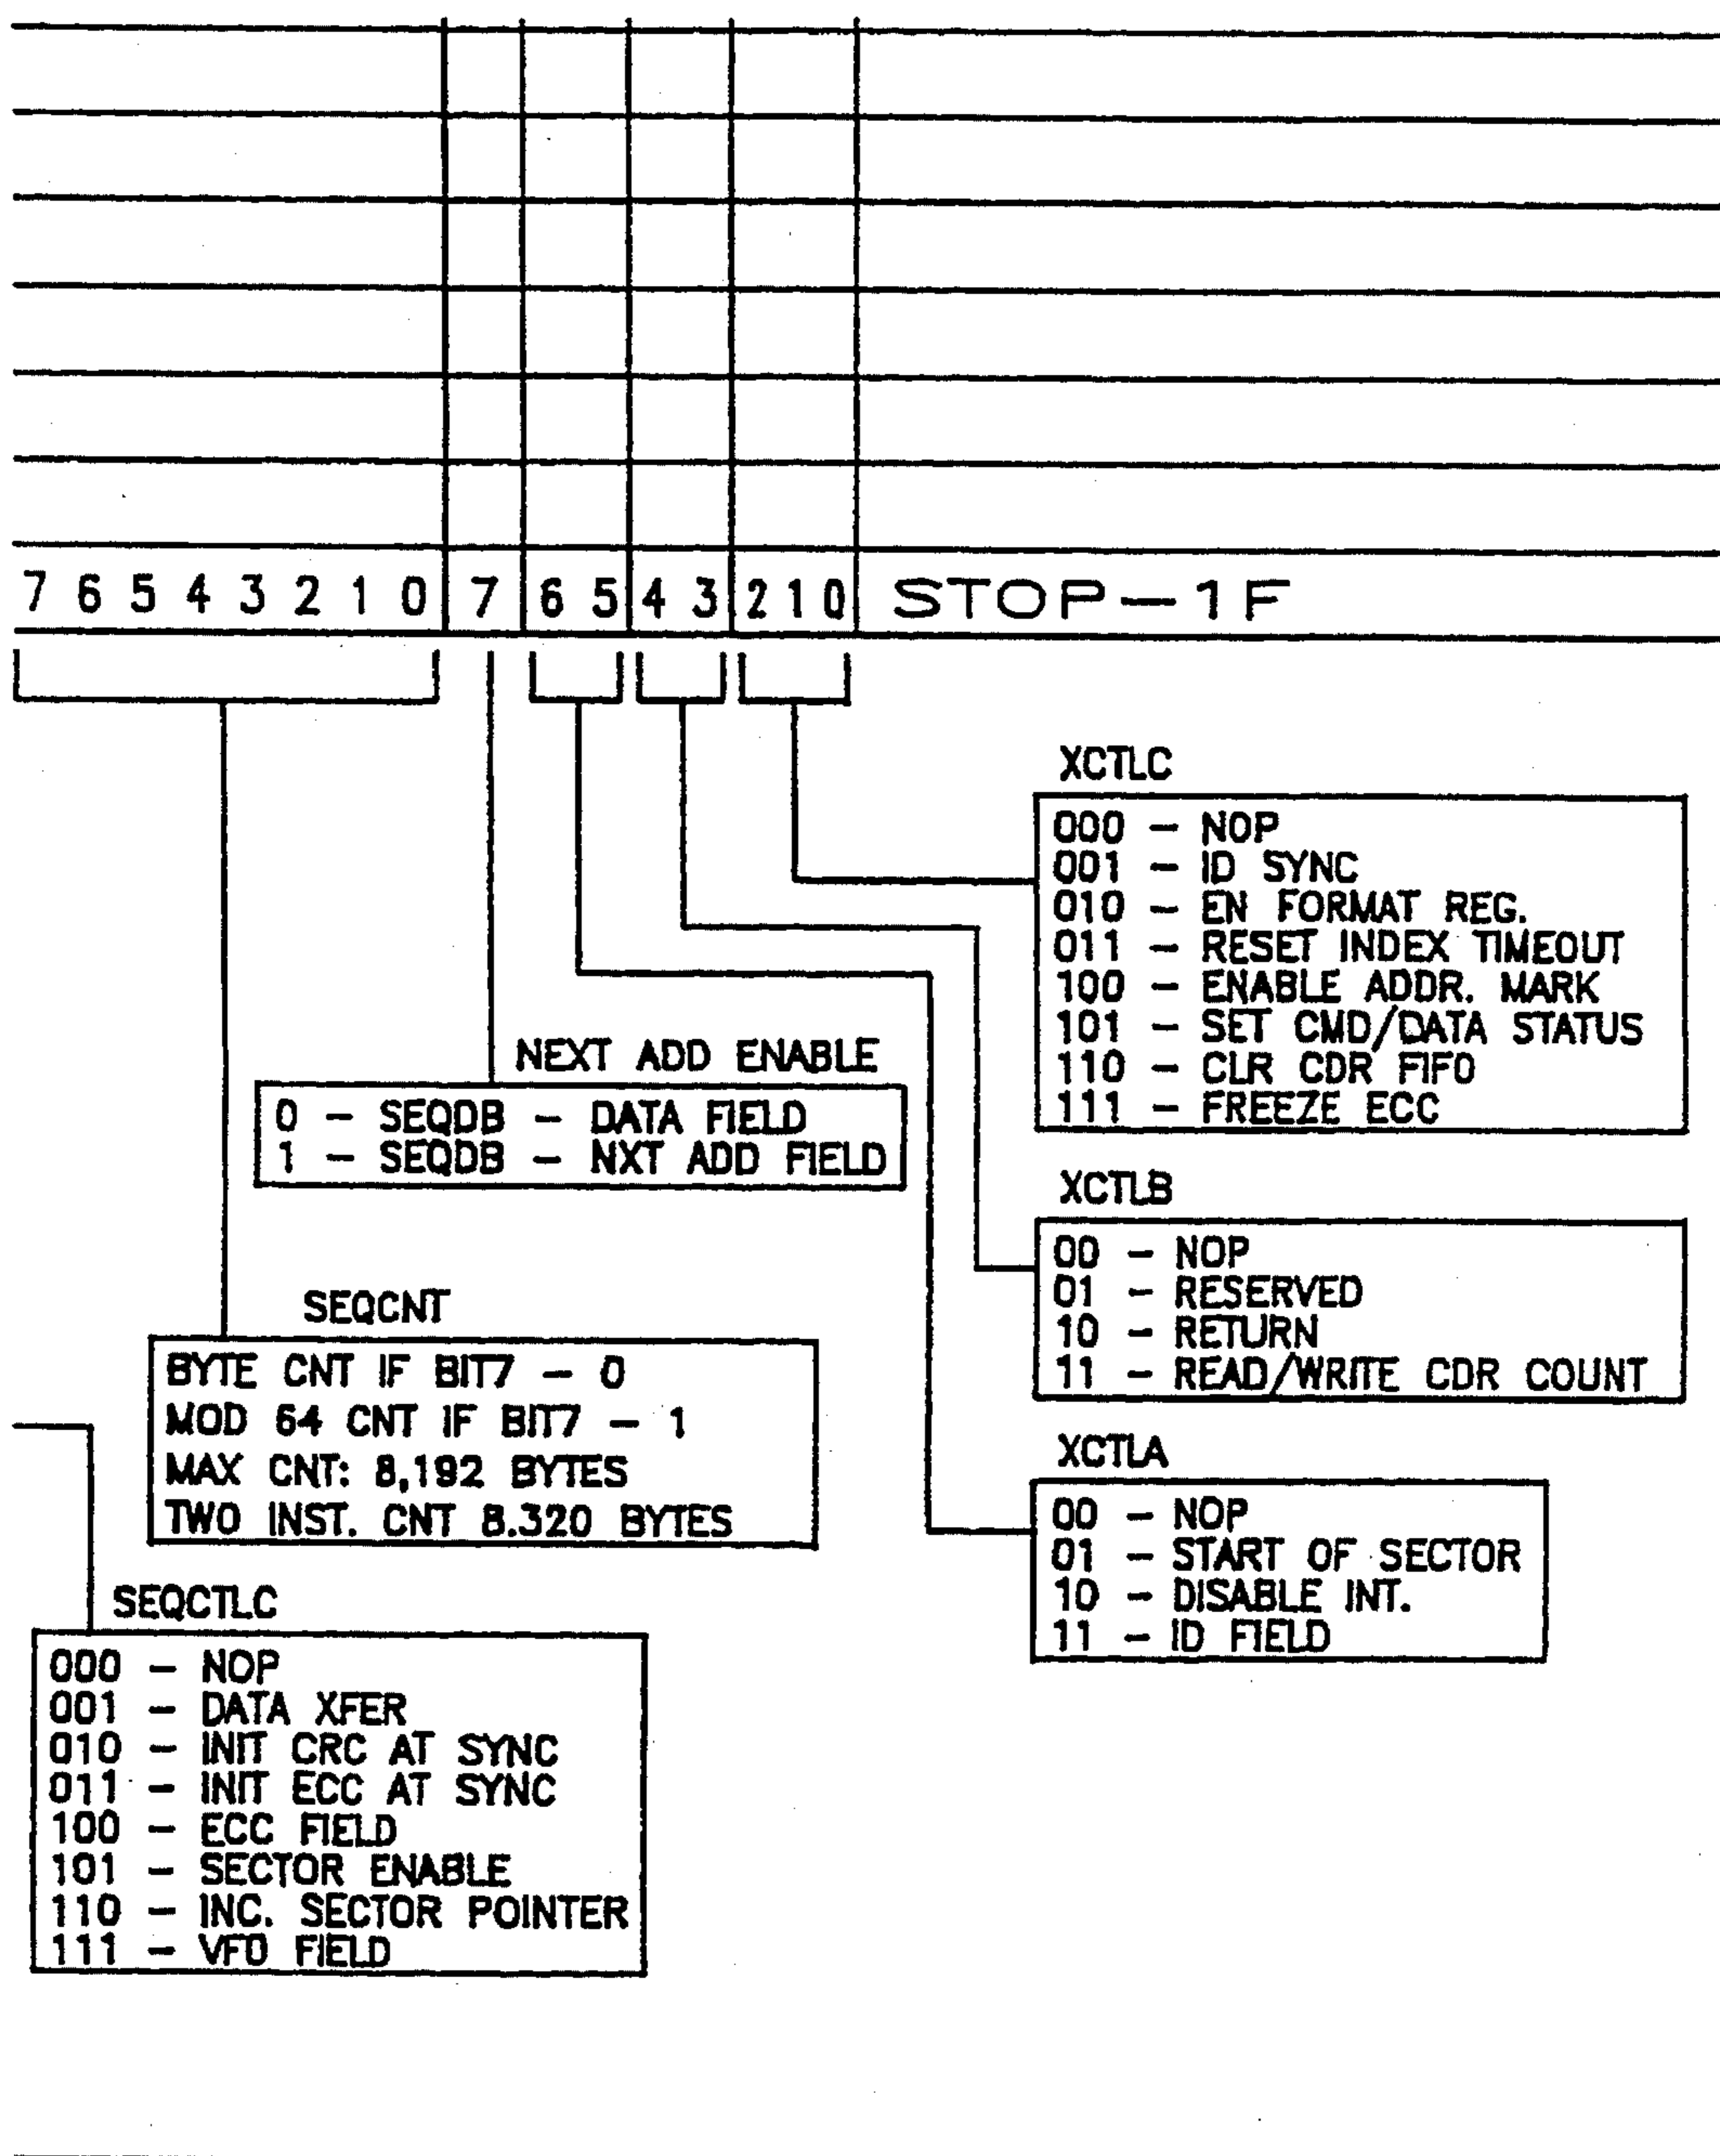 7 6 5 4 3 2 1 0 7 6 5 4 3 2 1 0 STOP—1F
XCTLC
000 — NOP
001 — ID SYNC
010 — EN FORMAT REG.
011 — RESET INDEX TIMEOUT
100 — ENABLE ADDR. MARK
101 — SET CMD/DATA STATUS
110 — CLR CDR FIFO
111 — FREEZE ECC
NEXT ADD ENABLE
0 — SEQDB — DATA FIELD
1 — SEQDB — NXT ADD FIELD
XCTLB
00 — NOP
01 — RESERVED
10 — RETURN
11 — READ/WRITE CDR COUNT
SEQCNT
BYTE CNT IF BIT7 — 0
MOD 64 CNT IF BIT7 — 1
MAX CNT: 8,192 BYTES
TWO INST. CNT 8.320 BYTES
XCTLA
00 — NOP
01 — START OF SECTOR
10 — DISABLE INT.
11 — ID FIELD
SEQCTLC
000 — NOP
001 — DATA XFER
010 — INIT CRC AT SYNC
011 — INIT ECC AT SYNC
100 — ECC FIELD
101 — SECTOR ENABLE
110 — INC. SECTOR POINTER
111 — VFO FIELD